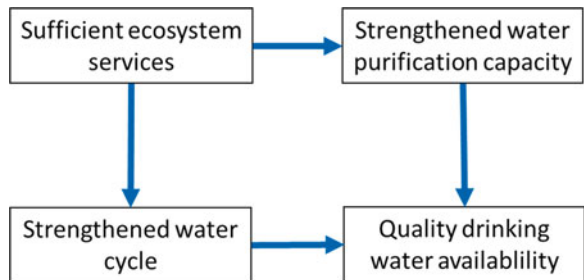 Sufficient ecosystem
services
Strengthened water
purification capacity
Strengthened water
cycle
Quality drinking
water availablility